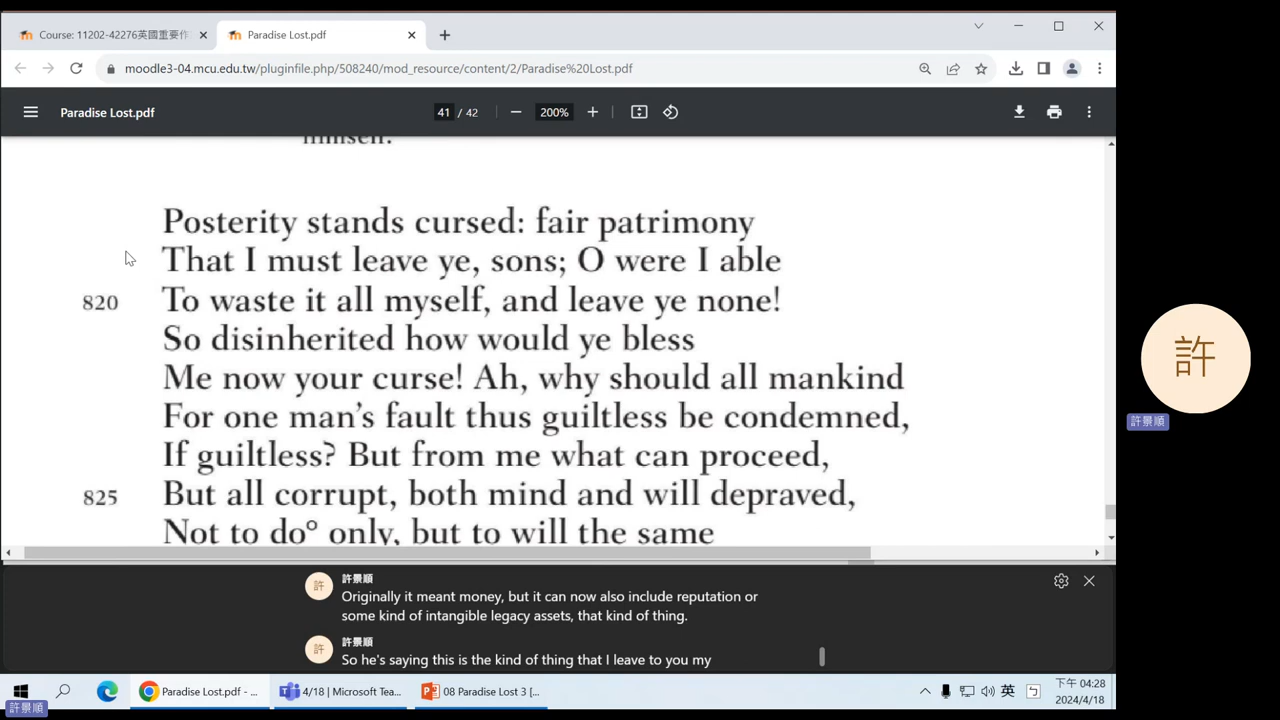 Course: 11202-42276英國重要作
Paradise Lost.pdf
moodle3-04.mcu.edu.tw/pluginfile.php/508240/mod_resource/content/2/Paradise%20Lost.pdf
Paradise Lost.pdf
41 / 42
200%
himself.
Posterity stands cursed: fair patrimony
That I must leave ye, sons; O were I able
820 To waste it all myself, and leave ye none!
So disinherited how would ye bless
Me now your curse! Ah, why should all mankind
For one man's fault thus guiltless be condemned,
If guiltless? But from me what can proceed,
825 But all corrupt, both mind and will depraved,
Not to do° only, but to will the same
許
許景順
許
許景順
Originally it meant money, but it can now also include reputation or
some kind of intangible legacy assets, that kind of thing.
許
許景順
So he's saying this is the kind of thing that I leave to you my
Paradise Lost.pdf - ...
4/18 | Microsoft Tea...
08 Paradise Lost 3 [...
英
下午 04:28
2024/4/18
許景順